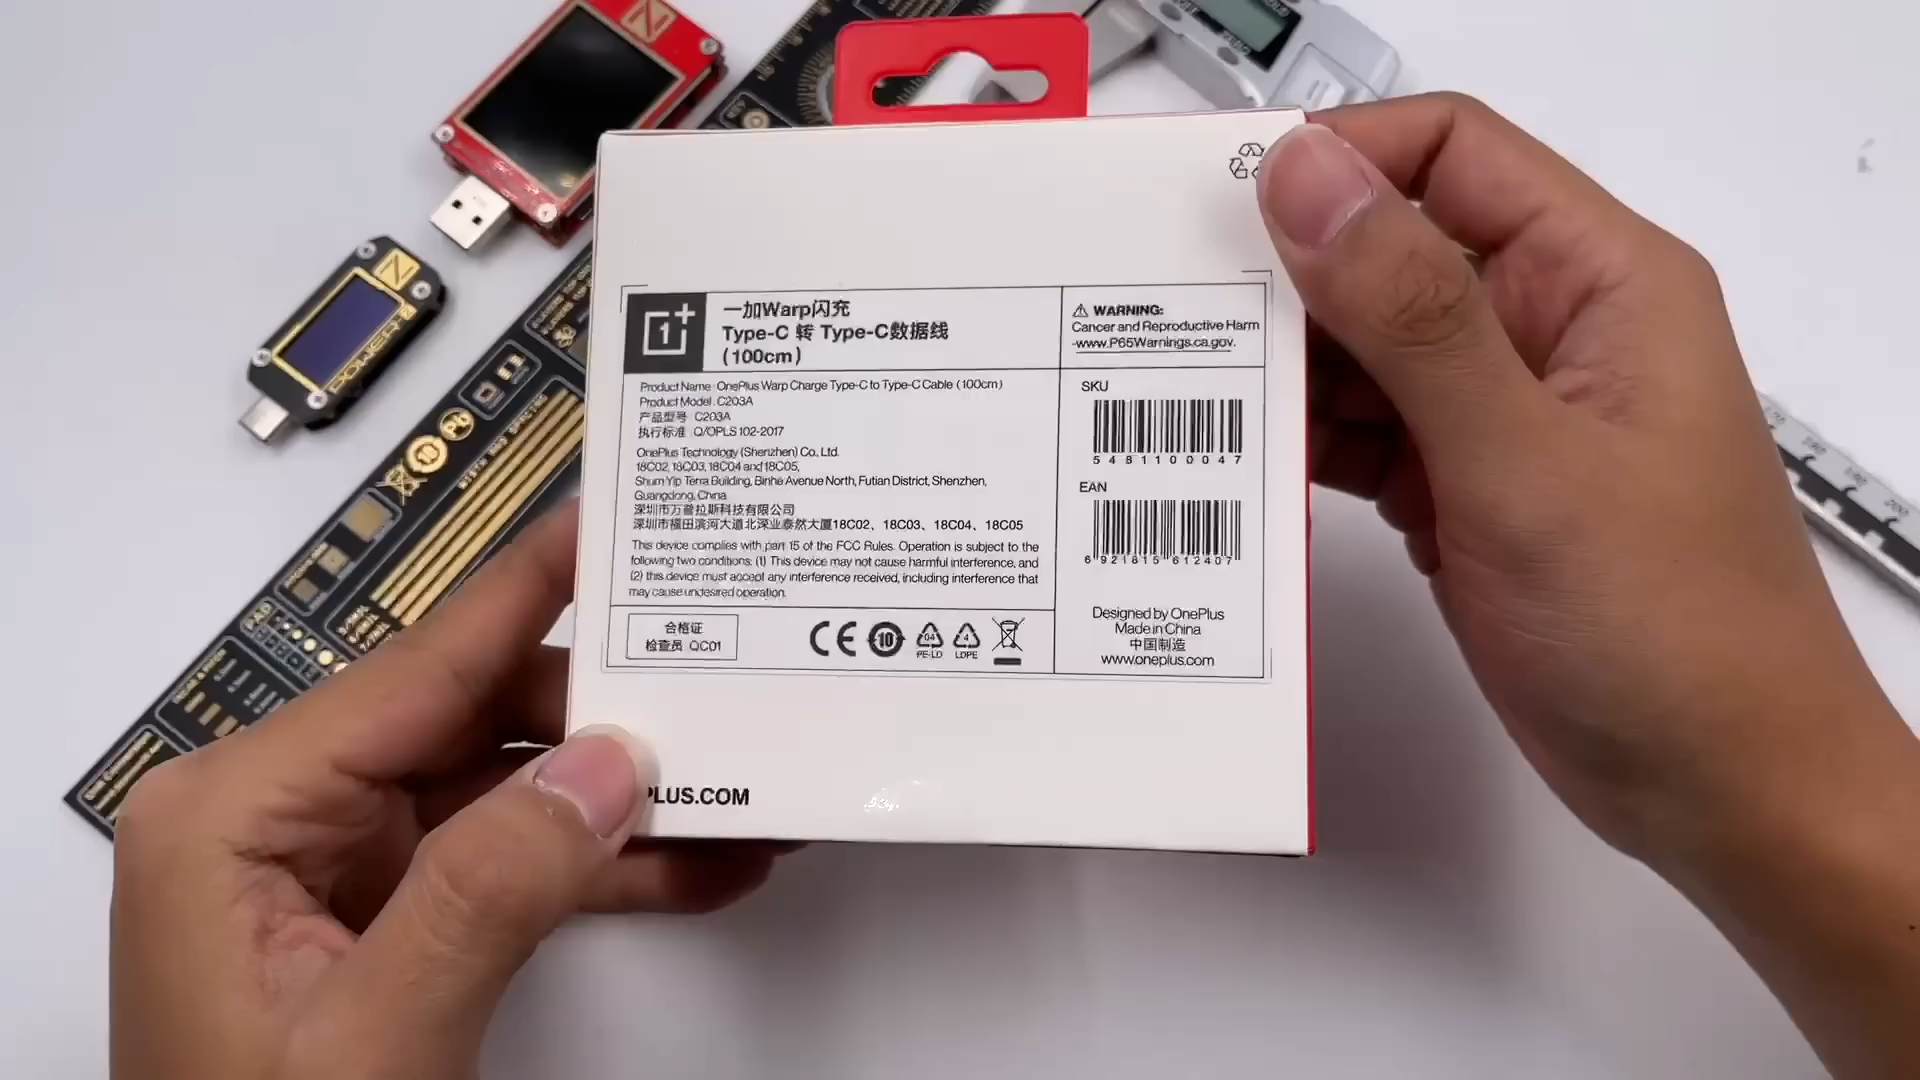 一加Warp闪充
Type-C 转 Type-C数据线
(100cm)
Product Name: OnePlus Warp Charge Type-C to Type-C Cable (100cm)
Product Model: C203A
产品型号 C203A
执行标准 Q/OPLS 102-2017
OnePlus Technology (Shenzhen) Co., Ltd.
18C02, 18C03, 18C04 and 18C05,
Shum Yip Terra Building, Binhe Avenue North, Futian District, Shenzhen,
Guangdong, China
深圳市万普拉斯科技有限公司
深圳市福田滨河大道北深业泰然大厦18C02、18C03、18C04、18C05
This device complies with part 15 of the FCC Rules. Operation is subject to the
following two conditions: (1) This device may not cause harmful interference, and
(2) this device must accept any interference received, including interference that
may cause undesired operation.
合格证
检查员 QC01
CE
10
04
PE-LD
4
LDPE
WARNING:
Cancer and Reproductive Harm
-www.P65Warnings.ca.gov.
SKU
5481100047
EAN
6 921815 612407
Designed by OnePlus
Made in China
中国制造
www.oneplus.com
PLUS.COM
POWER-Z
ZERO